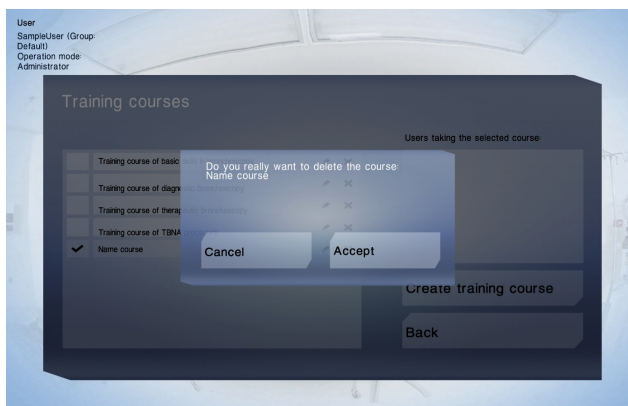 User
SampleUser (Group:
Default)
Operation mode:
Administrator
Training courses
Users taking the selected course:
Training course of basic
Training course of diagnostic bronchoscopy
Training course of therapeutic bronchoscopy
Training course of TBNA
Name course
Do you really want to delete the course:
Name course
Cancel
Accept
Create training course
Back